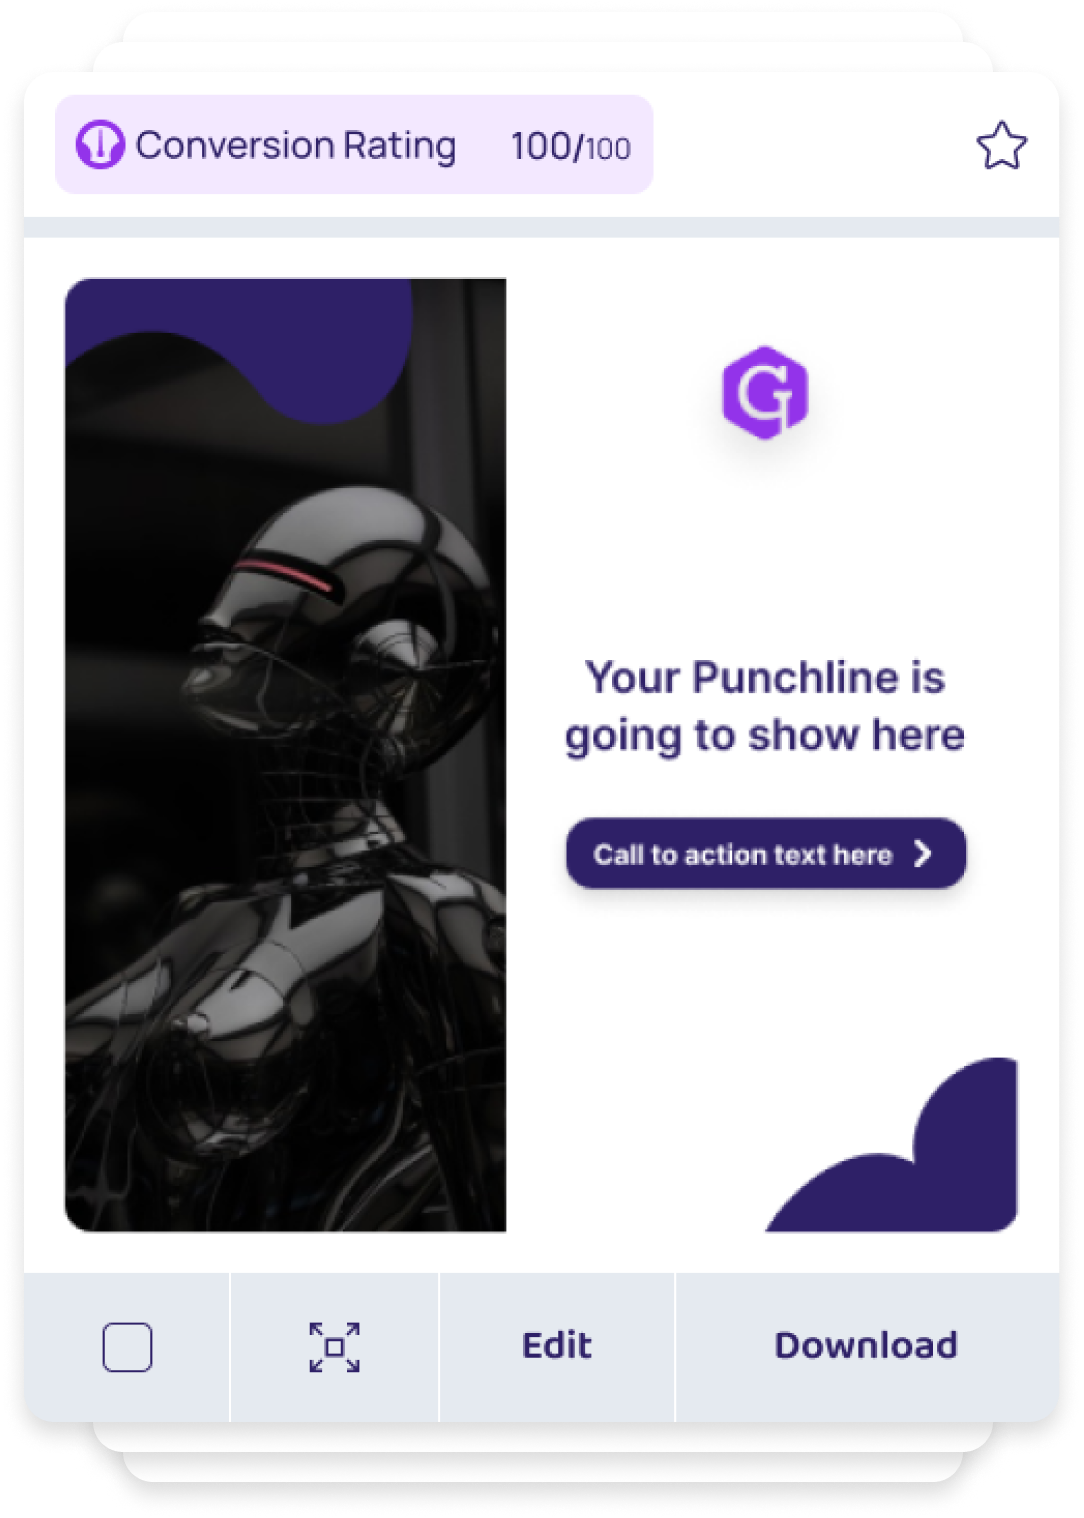 Conversion Rating 100/100
G
Your Punchline is
going to show here
Call to action text here
Edit
Download